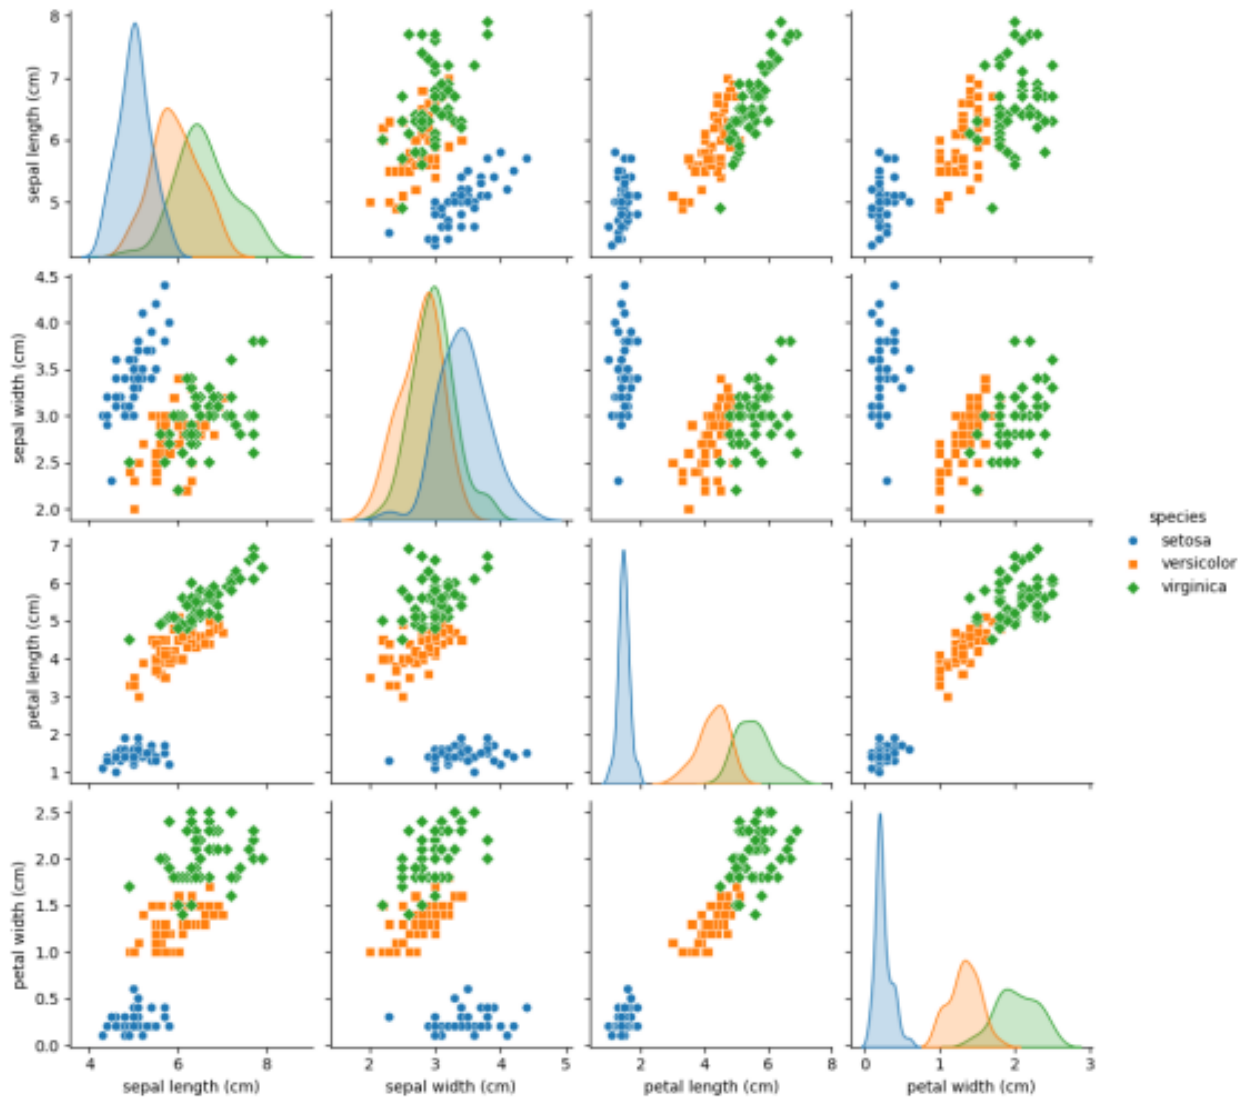 8
7
6
5
sepal length (cm)
4.5
4.0
3.5
3.0
2.5
2.0
sepal width (cm)
species
setosa
versicolor
virginica
7
6
5
4
3
2
1
petal length (cm)
2.5
2.0
1.5
1.0
0.5
0.0
petal width (cm)
4 6 8
sepal length (cm)
2 3 4 5
sepal width (cm)
2 4 6 8
petal length (cm)
0 1 2 3
petal width (cm)